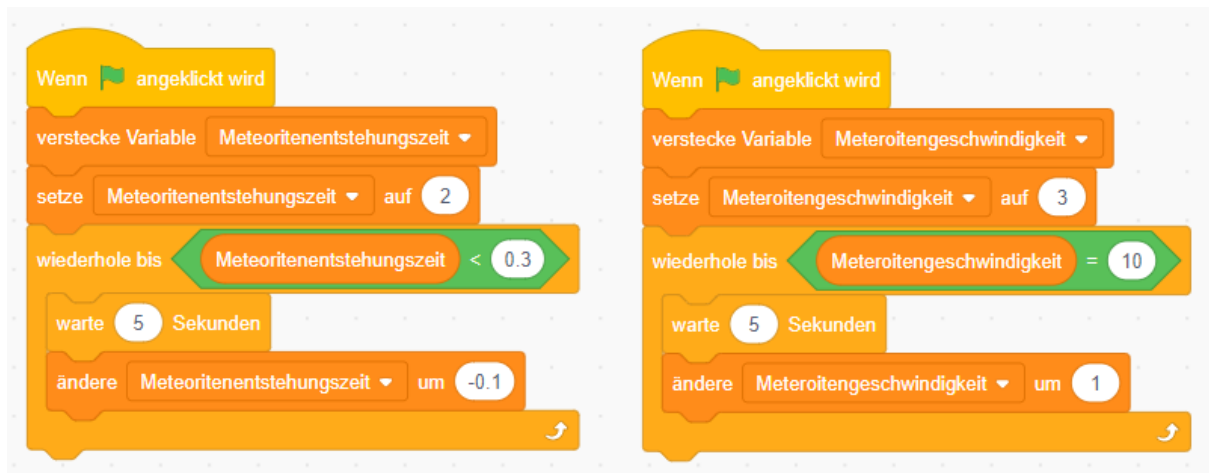 Wenn angeklickt wird
verstecke Variable Meteoritenentstehungszeit
setze Meteoritenentstehungszeit auf 2
wiederhole bis Meteoritenentstehungszeit < 0.3
warte 5 Sekunden
ändere Meteoritenentstehungszeit um -0.1
Wenn angeklickt wird
verstecke Variable Meteroitengeschwindigkeit
setze Meteroitengeschwindigkeit auf 3
wiederhole bis Meteroitengeschwindigkeit = 10
warte 5 Sekunden
ändere Meteroitengeschwindigkeit um 1